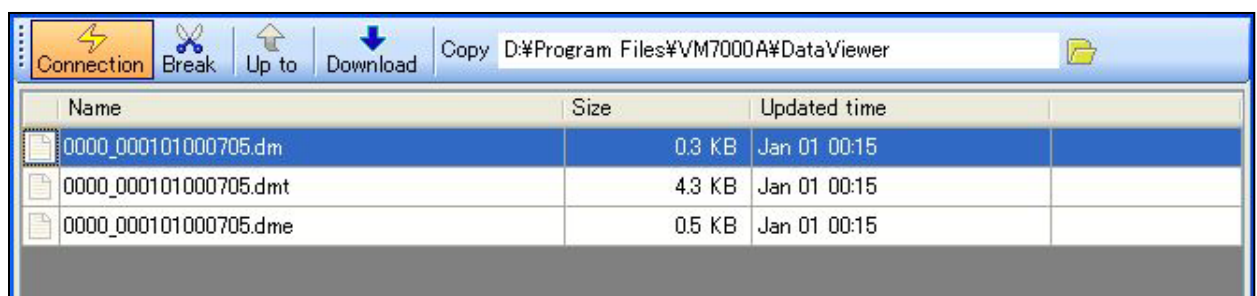 Connection Break Up to Download Copy D:¥Program Files¥VM7000A¥DataViewer
Name Size Updated time
0000_000101000705.dm 0.3 KB Jan 01 00:15
0000_000101000705.dmt 4.3 KB Jan 01 00:15
0000_000101000705.dme 0.5 KB Jan 01 00:15